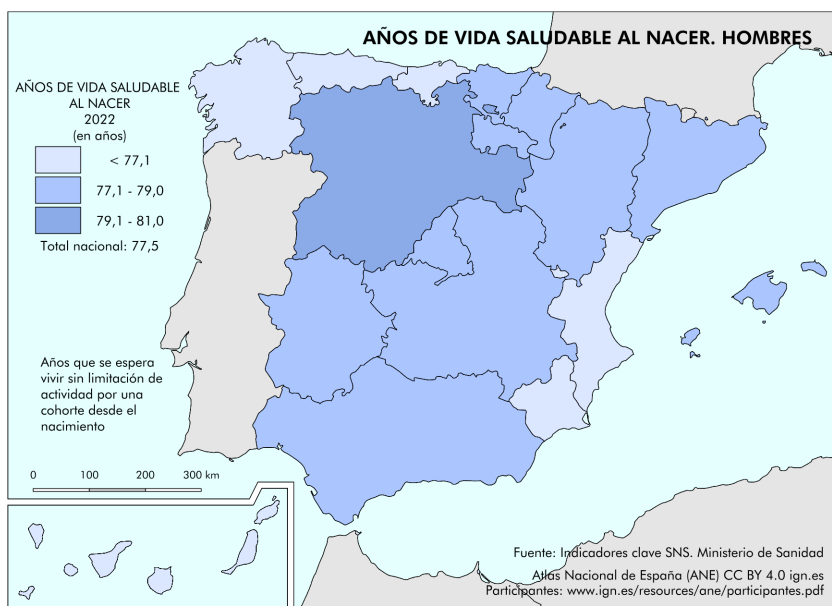 AÑOS DE VIDA SALUDABLE AL NACER. HOMBRES
AÑOS DE VIDA SALUDABLE
AL NACER
2022
(en años)
< 77,1
77,1 - 79,0
79,1 - 81,0
Total nacional: 77,5
Años que se espera
vivir sin limitación de
actividad por una
cohorte desde el
nacimiento
0 100 200 300 km
Fuente: Indicadores clave SNS. Ministerio de Sanidad
Atlas Nacional de España (ANE) CC BY 4.0 ign.es
Participantes: www.ign.es/resources/ane/participantes.pdf